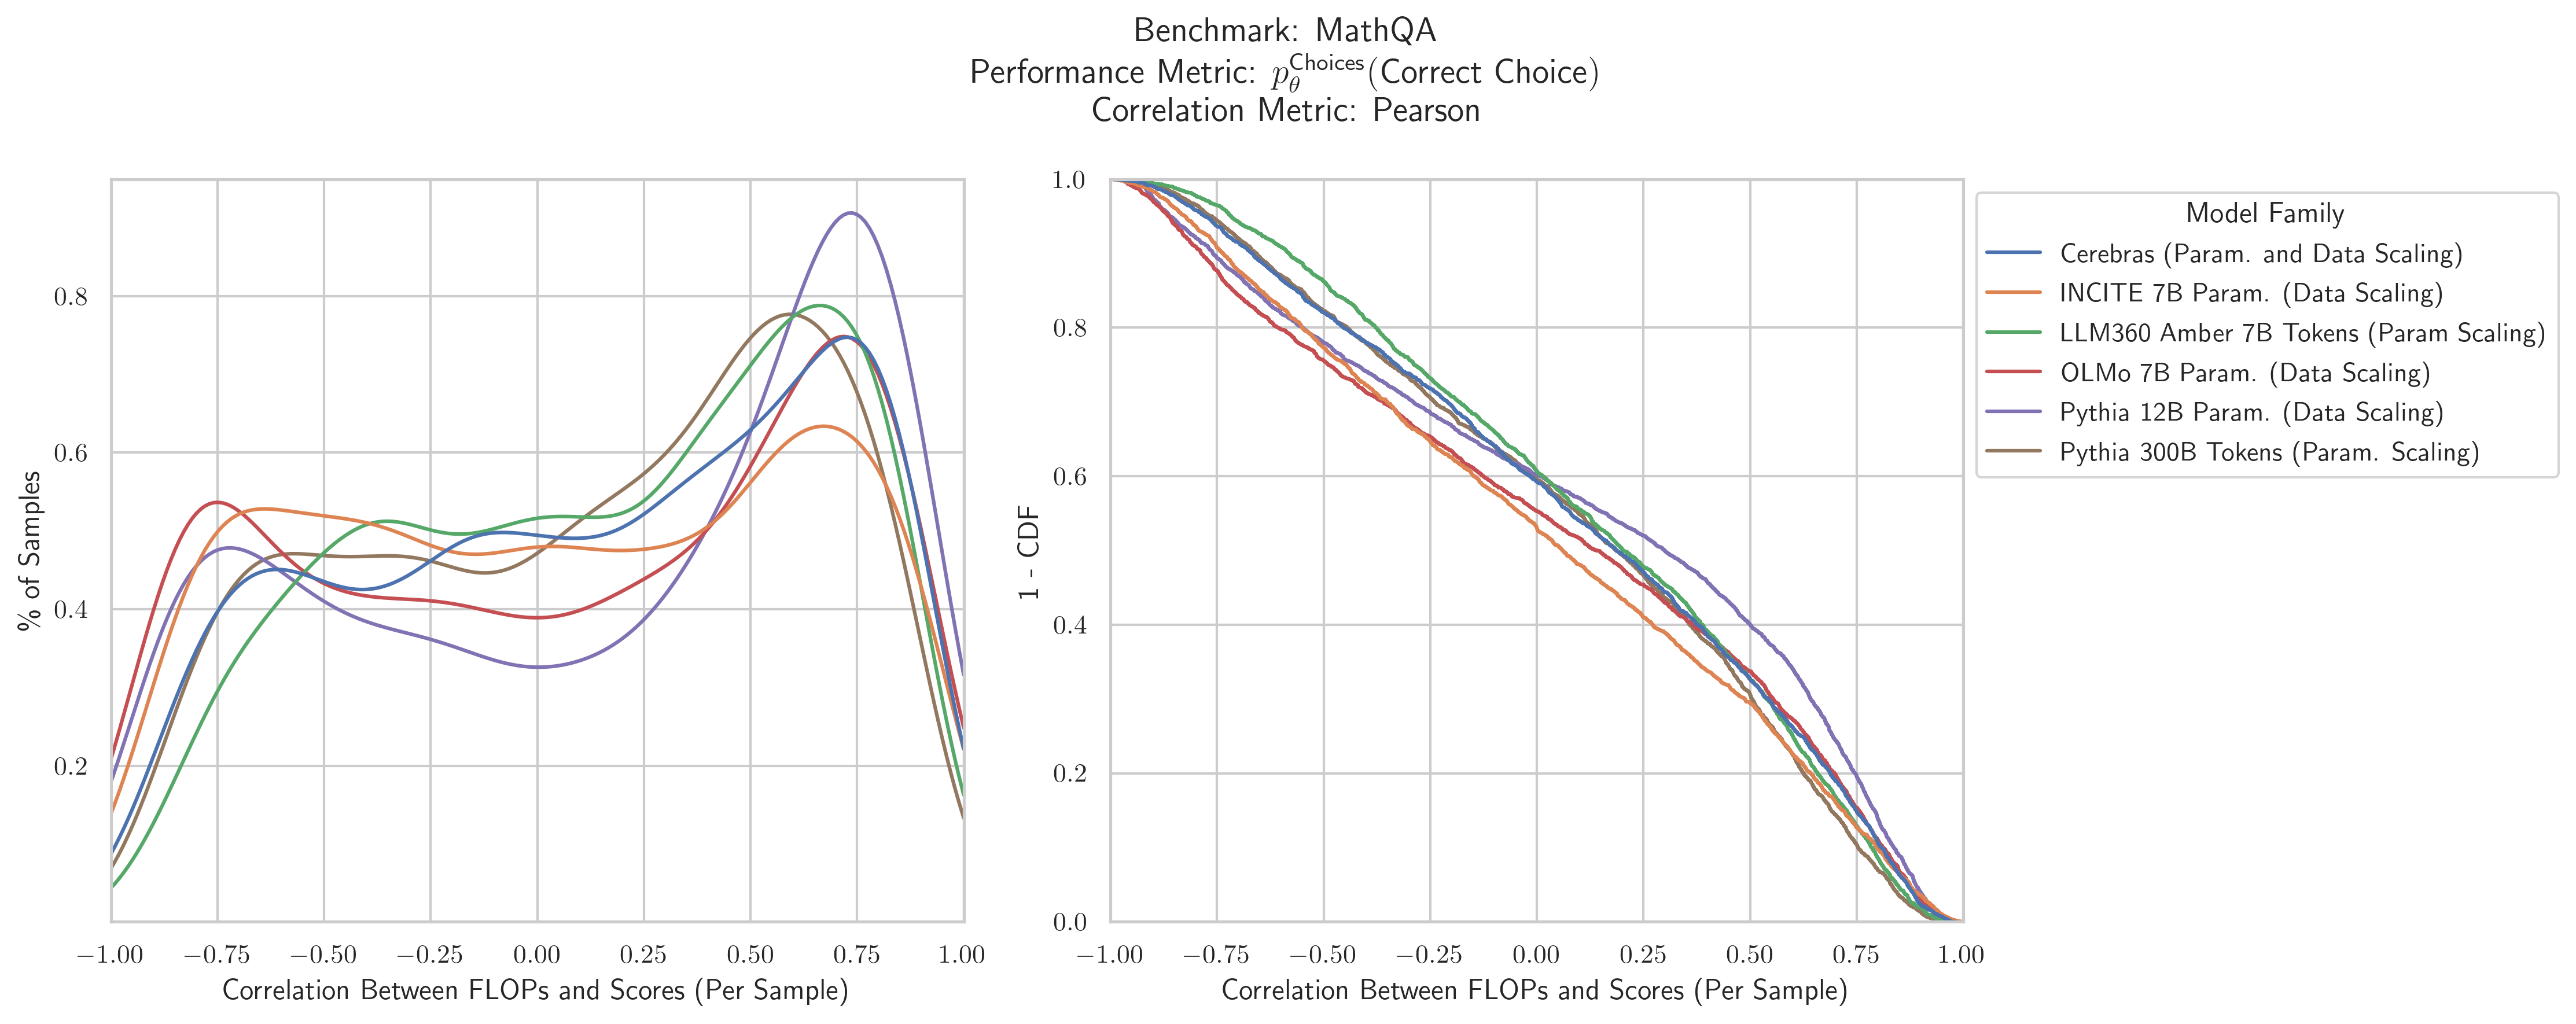 Benchmark: MathQA
Performance Metric: $p_\theta^{\text{Choices}}$(Correct Choice)
Correlation Metric: Pearson
% of Samples
0.8
0.6
0.4
0.2
−1.00 −0.75 −0.50 −0.25 0.00 0.25 0.50 0.75 1.00
Correlation Between FLOPs and Scores (Per Sample)
1 - CDF
1.0
0.8
0.6
0.4
0.2
0.0
−1.00 −0.75 −0.50 −0.25 0.00 0.25 0.50 0.75 1.00
Correlation Between FLOPs and Scores (Per Sample)
Model Family
Cerebras (Param. and Data Scaling)
INCITE 7B Param. (Data Scaling)
LLM360 Amber 7B Tokens (Param Scaling)
OLMo 7B Param. (Data Scaling)
Pythia 12B Param. (Data Scaling)
Pythia 300B Tokens (Param. Scaling)